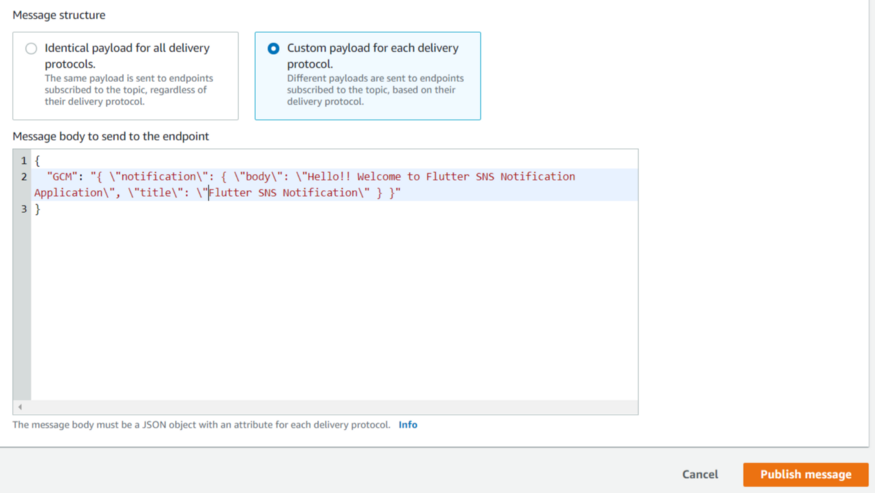 Message structure
Identical payload for all delivery
protocols.
The same payload is sent to endpoints
subscribed to the topic, regardless of
their delivery protocol.
Custom payload for each delivery
protocol.
Different payloads are sent to endpoints
subscribed to the topic, based on their
delivery protocol.
Message body to send to the endpoint
1 {
2 "GCM": "{ \"notification\": { \"body\": \"Hello!! Welcome to Flutter SNS Notification
Application\", \"title\": \"Flutter SNS Notification\" } }"
3 }
The message body must be a JSON object with an attribute for each delivery protocol. Info
Cancel Publish message